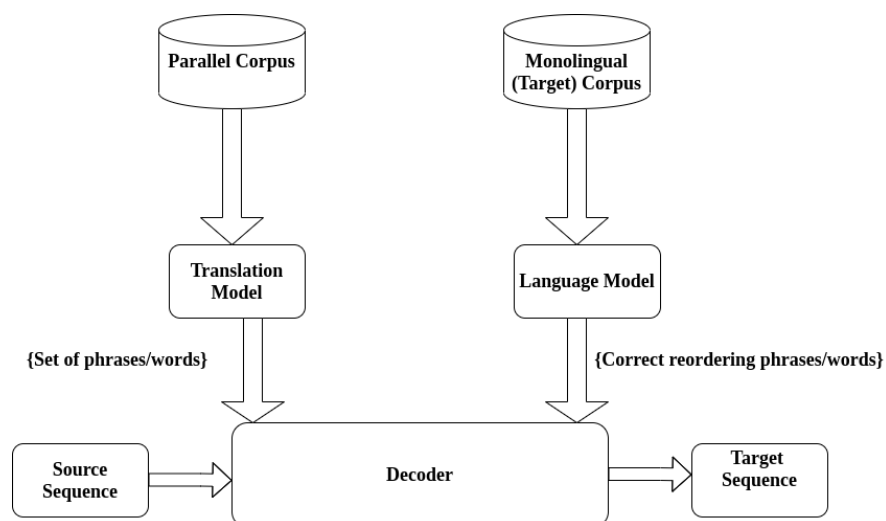 Parallel Corpus
Monolingual
(Target) Corpus
Translation
Model
Language Model
{Set of phrases/words}
{Correct reordering phrases/words}
Source
Sequence
Decoder
Target
Sequence